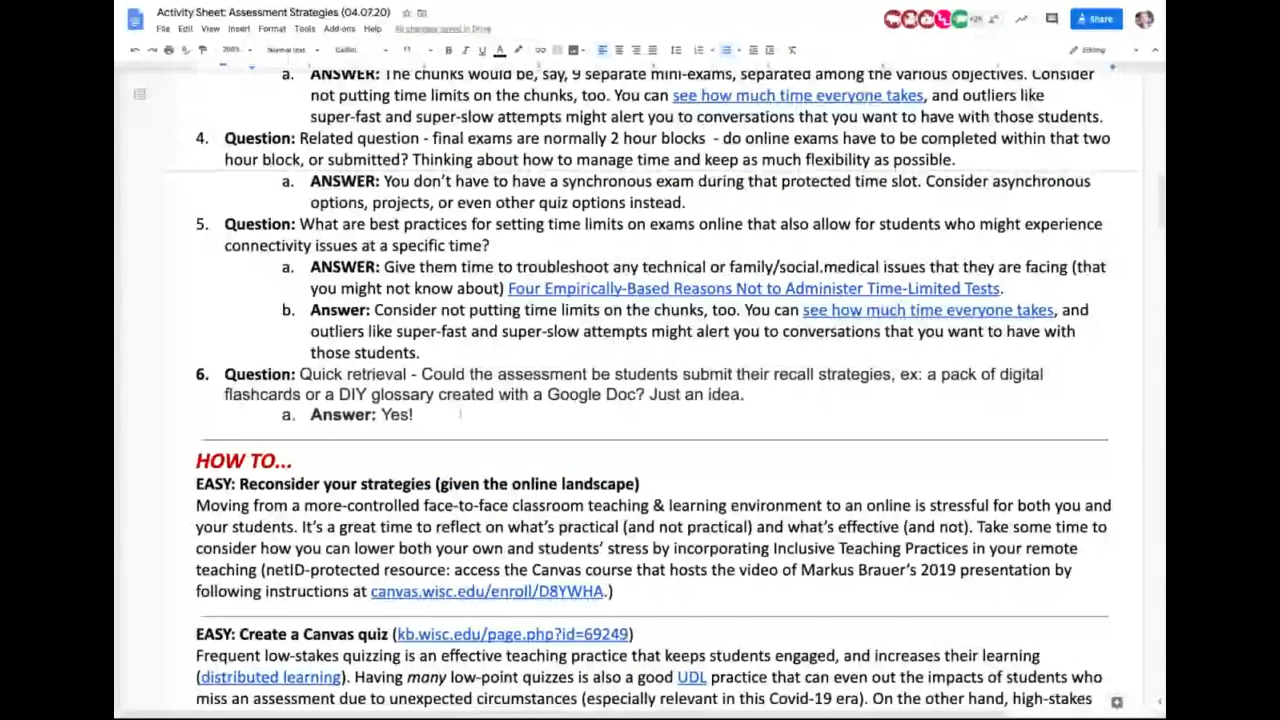 Activity Sheet: Assessment Strategies (04.07.20)
File Edit View Insert Format Tools Add-ons Help All changes saved in Drive
200% Normal text Calibri 11 B I U A Editing
+29 Share
a. ANSWER: The chunks would be, say, 9 separate mini-exams, separated among the various objectives. Consider
not putting time limits on the chunks, too. You can see how much time everyone takes, and outliers like
super-fast and super-slow attempts might alert you to conversations that you want to have with those students.
4. Question: Related question - final exams are normally 2 hour blocks - do online exams have to be completed within that two
hour block, or submitted? Thinking about how to manage time and keep as much flexibility as possible.
a. ANSWER: You don't have to have a synchronous exam during that protected time slot. Consider asynchronous
options, projects, or even other quiz options instead.
5. Question: What are best practices for setting time limits on exams online that also allow for students who might experience
connectivity issues at a specific time?
a. ANSWER: Give them time to troubleshoot any technical or family/social.medical issues that they are facing (that
you might not know about) Four Empirically-Based Reasons Not to Administer Time-Limited Tests.
b. Answer: Consider not putting time limits on the chunks, too. You can see how much time everyone takes, and
outliers like super-fast and super-slow attempts might alert you to conversations that you want to have with
those students.
6. Question: Quick retrieval - Could the assessment be students submit their recall strategies, ex: a pack of digital
flashcards or a DIY glossary created with a Google Doc? Just an idea.
a. Answer: Yes!
HOW TO...
EASY: Reconsider your strategies (given the online landscape)
Moving from a more-controlled face-to-face classroom teaching & learning environment to an online is stressful for both you and
your students. It's a great time to reflect on what's practical (and not practical) and what's effective (and not). Take some time to
consider how you can lower both your own and students' stress by incorporating Inclusive Teaching Practices in your remote
teaching (netID-protected resource: access the Canvas course that hosts the video of Markus Brauer's 2019 presentation by
following instructions at canvas.wisc.edu/enroll/D8YWHA.)
EASY: Create a Canvas quiz (kb.wisc.edu/page.php?id=69249)
Frequent low-stakes quizzing is an effective teaching practice that keeps students engaged, and increases their learning
(distributed learning). Having many low-point quizzes is also a good UDL practice that can even out the impacts of students who
miss an assessment due to unexpected circumstances (especially relevant in this Covid-19 era). On the other hand, high-stakes